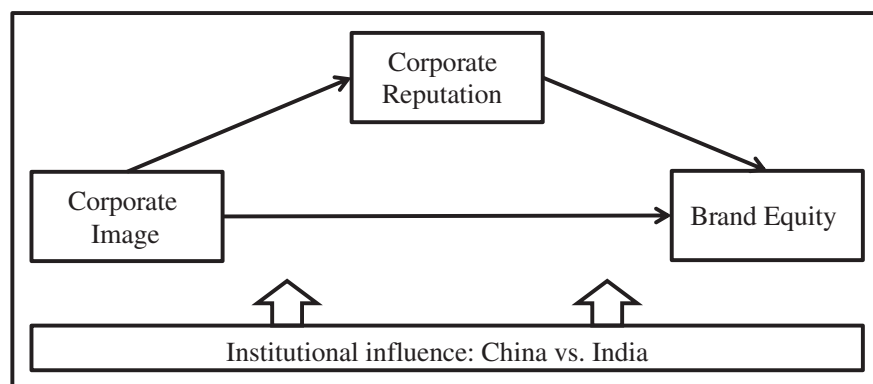 Corporate
Reputation
Corporate
Image
Brand Equity
Institutional influence: China vs. India